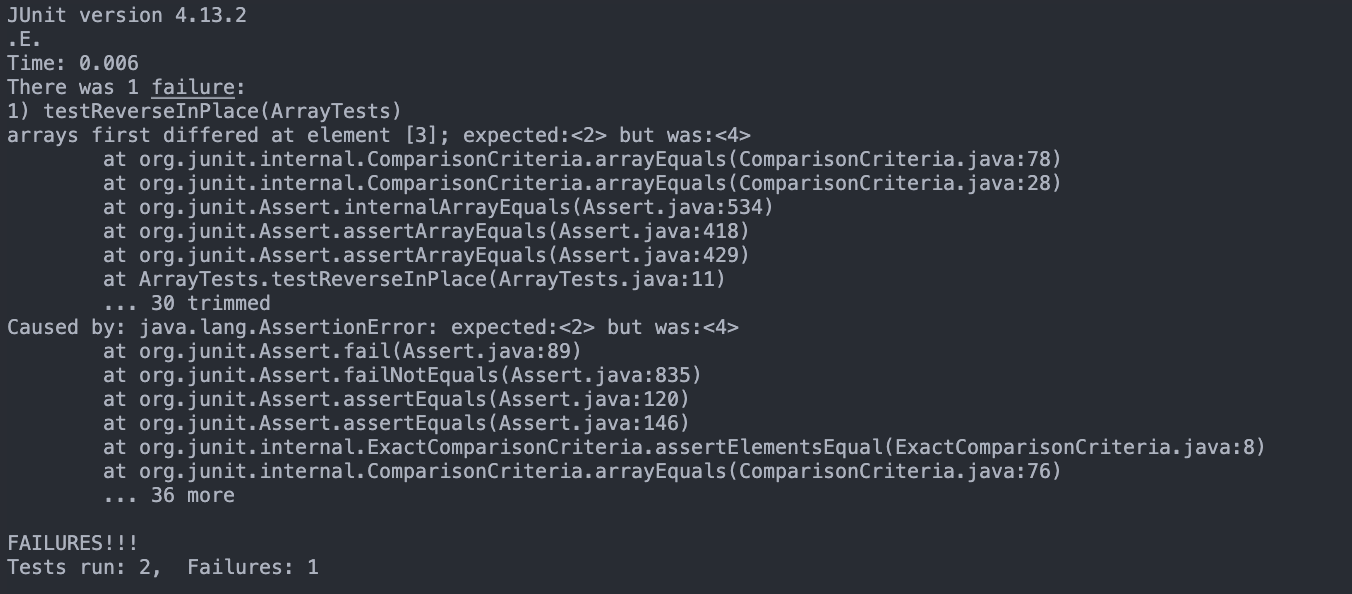 JUnit version 4.13.2
.E.
Time: 0.006
There was 1 failure:
1) testReverseInPlace(ArrayTests)
arrays first differed at element [3]; expected:<2> but was:<4>
        at org.junit.internal.ComparisonCriteria.arrayEquals(ComparisonCriteria.java:78)
        at org.junit.internal.ComparisonCriteria.arrayEquals(ComparisonCriteria.java:28)
        at org.junit.Assert.internalArrayEquals(Assert.java:534)
        at org.junit.Assert.assertArrayEquals(Assert.java:418)
        at org.junit.Assert.assertArrayEquals(Assert.java:429)
        at ArrayTests.testReverseInPlace(ArrayTests.java:11)
        ... 30 trimmed
Caused by: java.lang.AssertionError: expected:<2> but was:<4>
        at org.junit.Assert.fail(Assert.java:89)
        at org.junit.Assert.failNotEquals(Assert.java:835)
        at org.junit.Assert.assertEquals(Assert.java:120)
        at org.junit.Assert.assertEquals(Assert.java:146)
        at org.junit.internal.ExactComparisonCriteria.assertElementsEqual(ExactComparisonCriteria.java:8)
        at org.junit.internal.ComparisonCriteria.arrayEquals(ComparisonCriteria.java:76)
        ... 36 more

FAILURES!!!
Tests run: 2,  Failures: 1